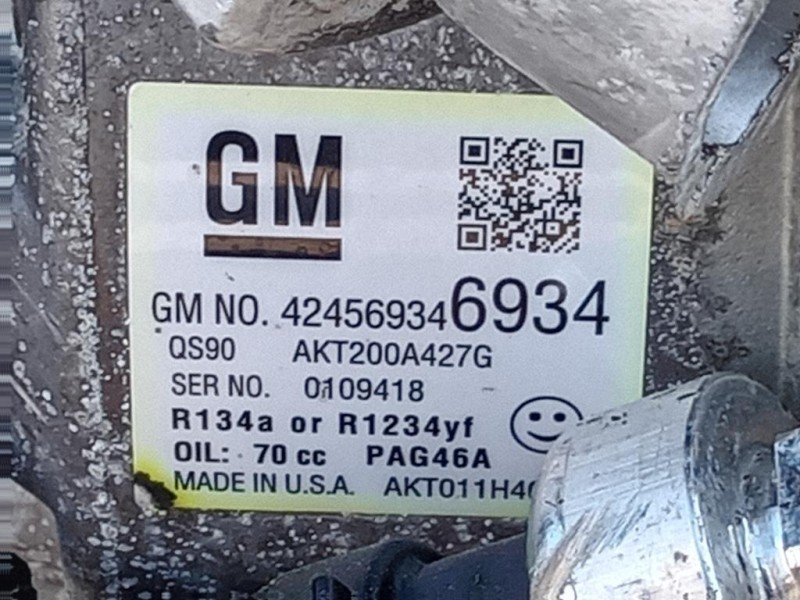 GM
GM NO. 42456934 6934
QS90 AKT200A427G
SER NO. 0109418
R134a or R1234yf
OIL: 70 cc PAG46A
MADE IN U.S.A.